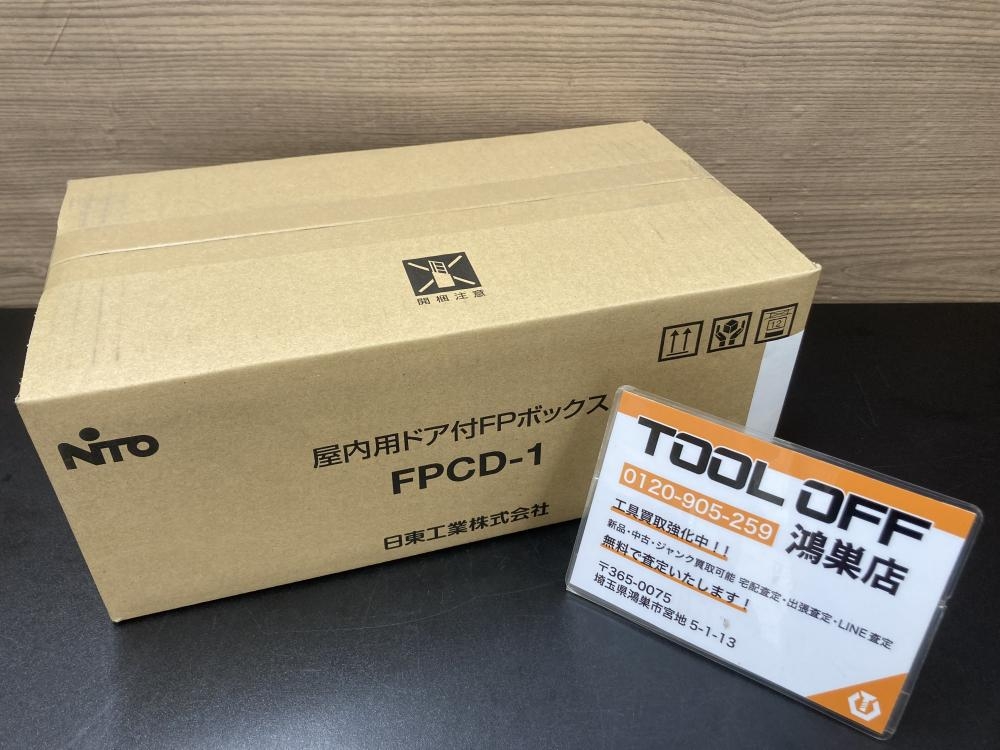 開梱注意
12
NiTO
屋内用ドア付FPボックス
FPCD-1
日東工業株式会社
TOOL OFF
0120-905-259
鴻巣店
工具買取強化中!!
新品・中古・ジャンク買取可能 宅配査定・出張査定・LINE査定
無料で査定いたします!
〒365-0075
埼玉県鴻巣市宮地 5-1-13